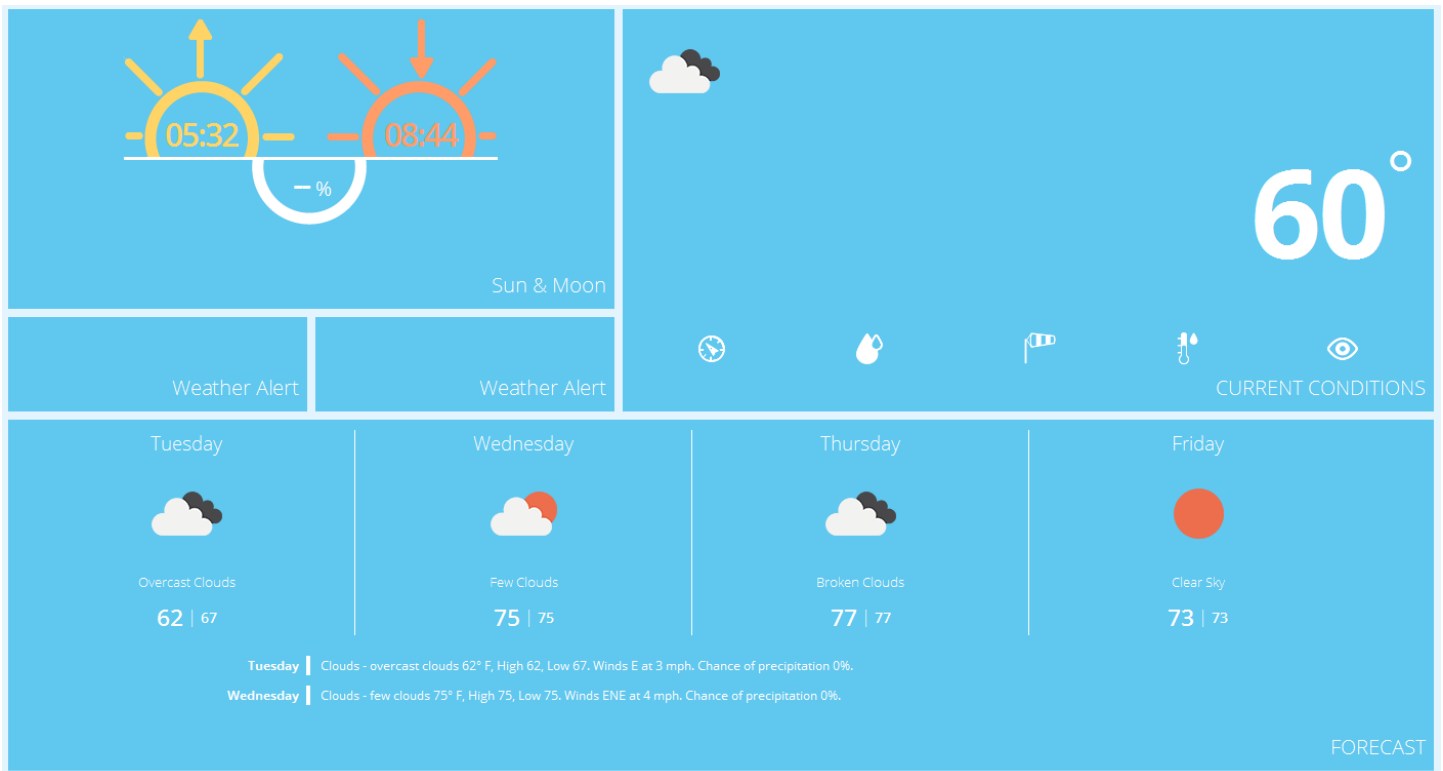 05:32
08:44
– %
Sun & Moon
60°
Weather Alert
Weather Alert
CURRENT CONDITIONS
Tuesday
Wednesday
Thursday
Friday
Overcast Clouds
Few Clouds
Broken Clouds
Clear Sky
62 | 67
75 | 75
77 | 77
73 | 73
Tuesday | Clouds - overcast clouds 62° F, High 62, Low 67. Winds E at 3 mph. Chance of precipitation 0%.
Wednesday | Clouds - few clouds 75° F, High 75, Low 75. Winds ENE at 4 mph. Chance of precipitation 0%.
FORECAST